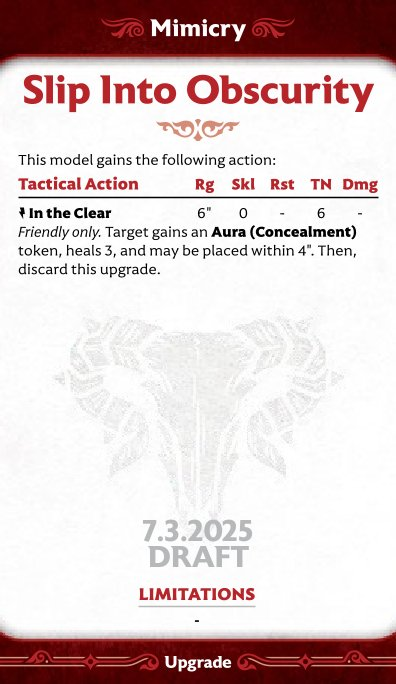 Mimicry
Slip Into Obscurity
This model gains the following action:
Tactical Action Rg Skl Rst TN Dmg
In the Clear 6" 0 - 6 -
Friendly only. Target gains an Aura (Concealment)
token, heals 3, and may be placed within 4". Then,
discard this upgrade.
7.3.2025
DRAFT
LIMITATIONS
-
Upgrade